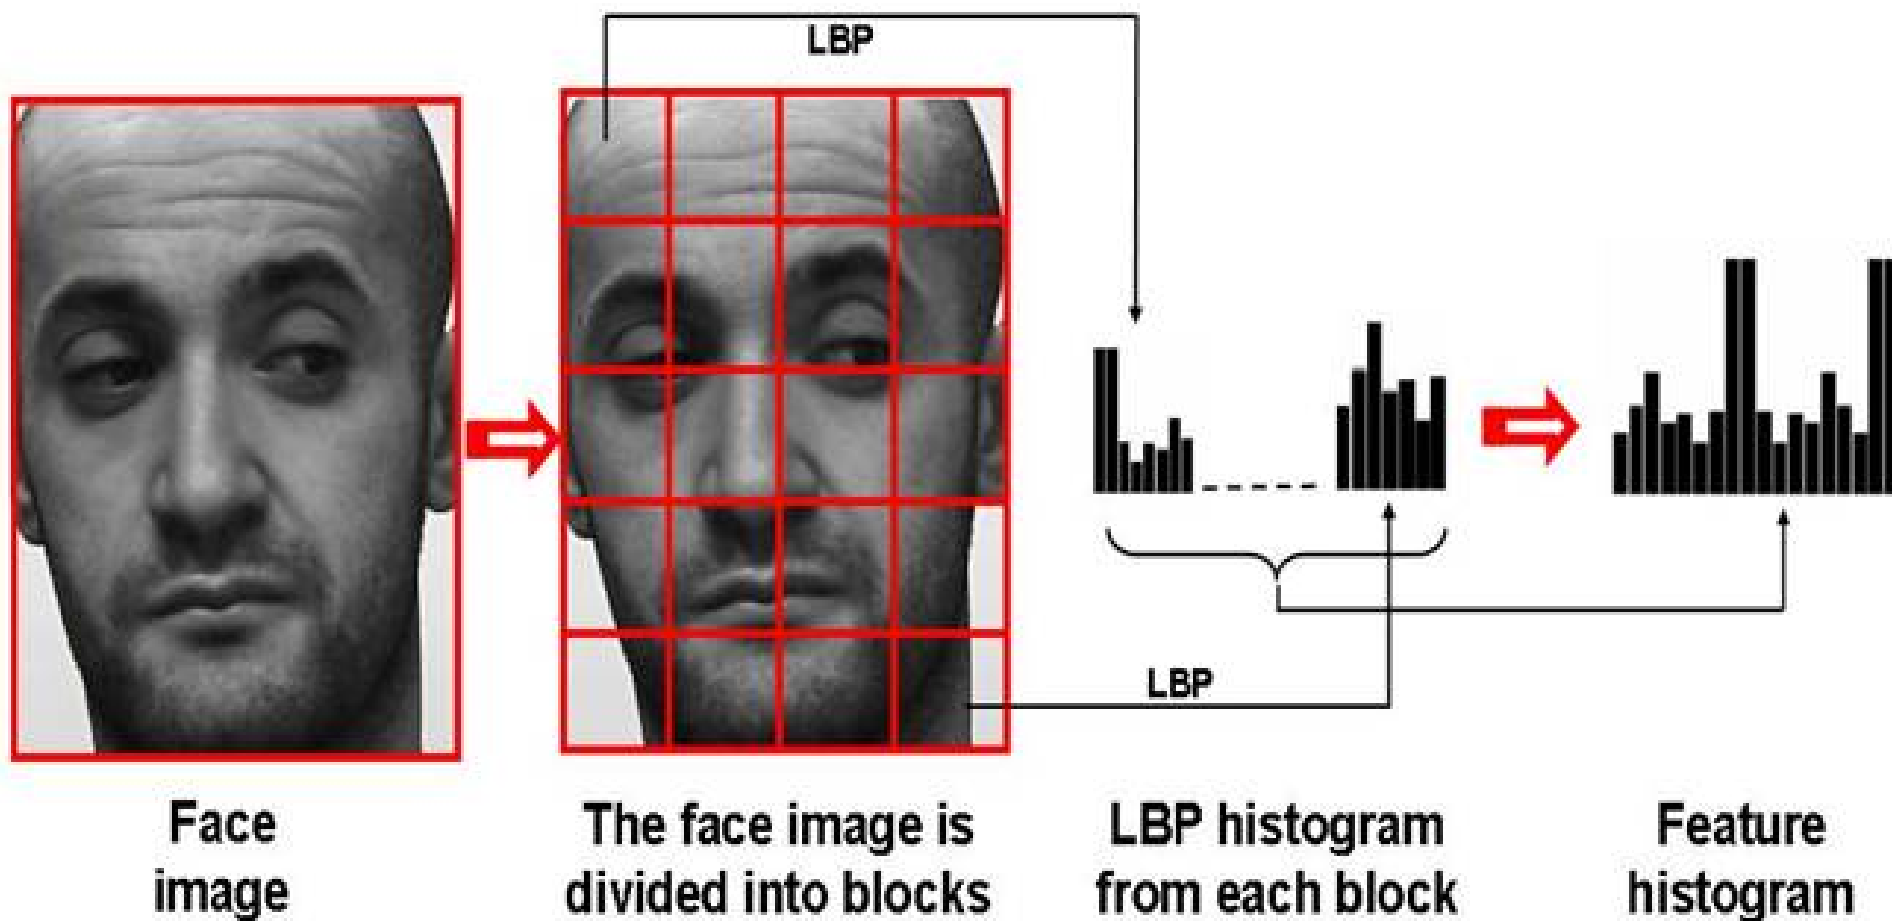 LBP
LBP
Face
image
The face image is
divided into blocks
LBP histogram
from each block
Feature
histogram